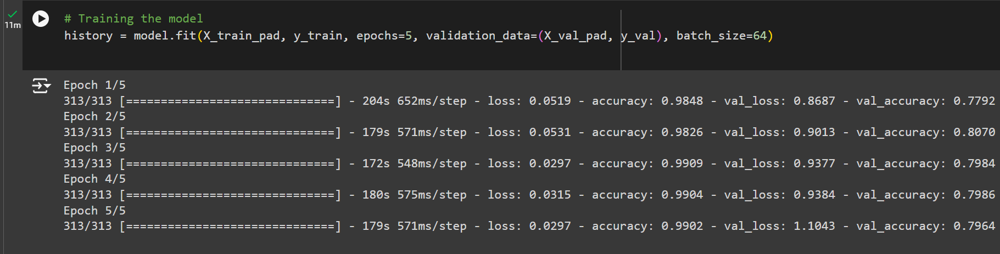 11m
# Training the model
history = model.fit(X_train_pad, y_train, epochs=5, validation_data=(X_val_pad, y_val), batch_size=64)
Epoch 1/5
313/313 [==============================] - 204s 652ms/step - loss: 0.0519 - accuracy: 0.9848 - val_loss: 0.8687 - val_accuracy: 0.7792
Epoch 2/5
313/313 [==============================] - 179s 571ms/step - loss: 0.0531 - accuracy: 0.9826 - val_loss: 0.9013 - val_accuracy: 0.8070
Epoch 3/5
313/313 [==============================] - 172s 548ms/step - loss: 0.0297 - accuracy: 0.9909 - val_loss: 0.9377 - val_accuracy: 0.7984
Epoch 4/5
313/313 [==============================] - 180s 575ms/step - loss: 0.0315 - accuracy: 0.9904 - val_loss: 0.9384 - val_accuracy: 0.7986
Epoch 5/5
313/313 [==============================] - 179s 571ms/step - loss: 0.0297 - accuracy: 0.9902 - val_loss: 1.1043 - val_accuracy: 0.7964